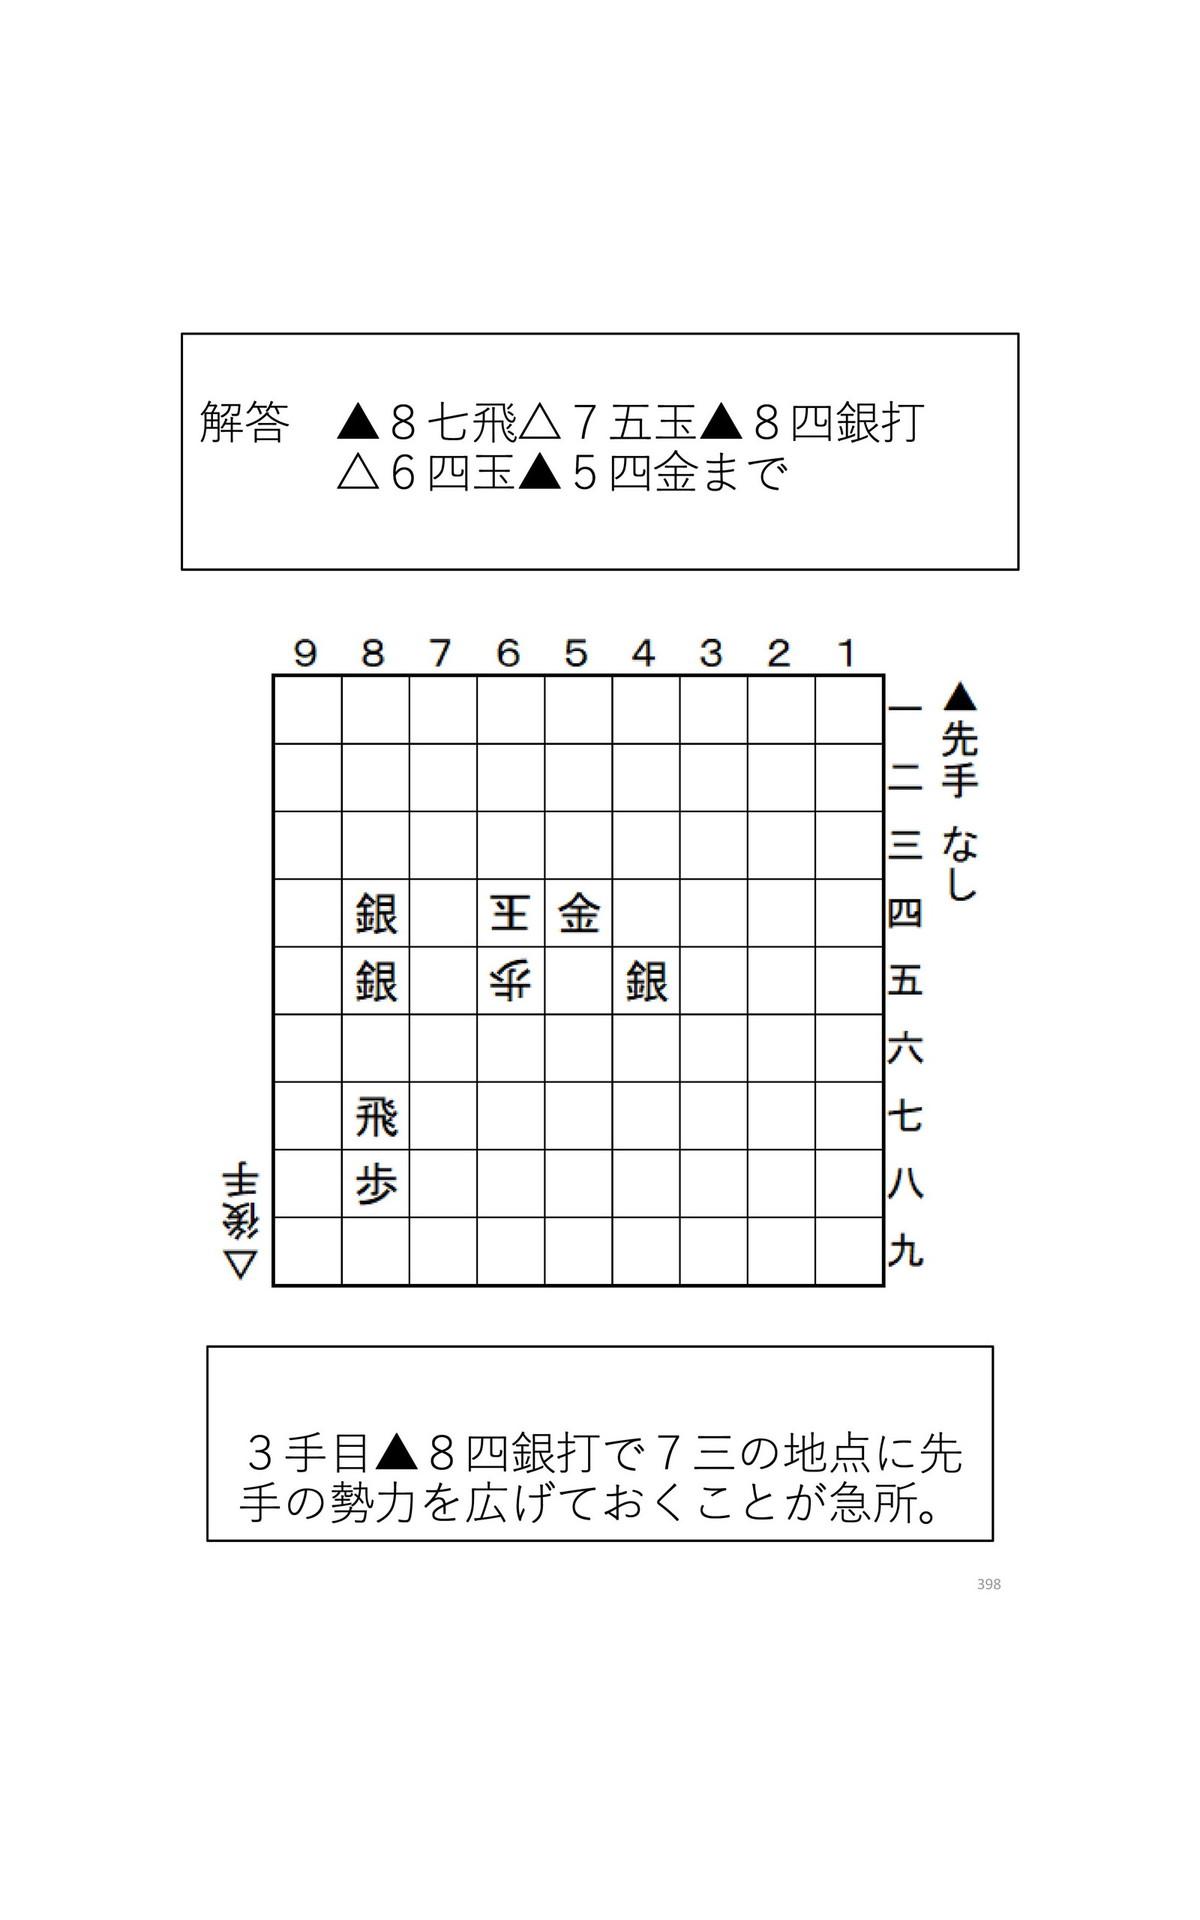 解答　▲８七飛△７五玉▲８四銀打
△６四玉▲５四金まで
9 8 7 6 5 4 3 2 1
一
二
三
銀 王 金 四
銀 歩 銀 五
六
飛 七
歩 八
九
▲先手 なし
△後手
３手目▲８四銀打で７三の地点に先
手の勢力を広げておくことが急所。
398